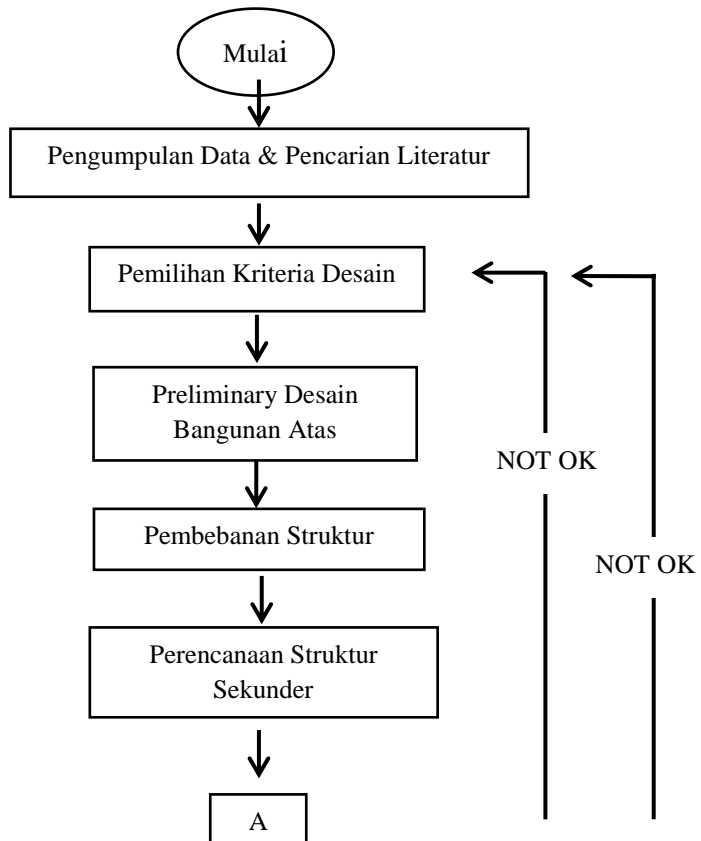 Mulai
Pengumpulan Data & Pencarian Literatur
Pemilihan Kriteria Desain
Preliminary Desain
Bangunan Atas
NOT OK
Pembebanan Struktur
NOT OK
Perencanaan Struktur
Sekunder
A